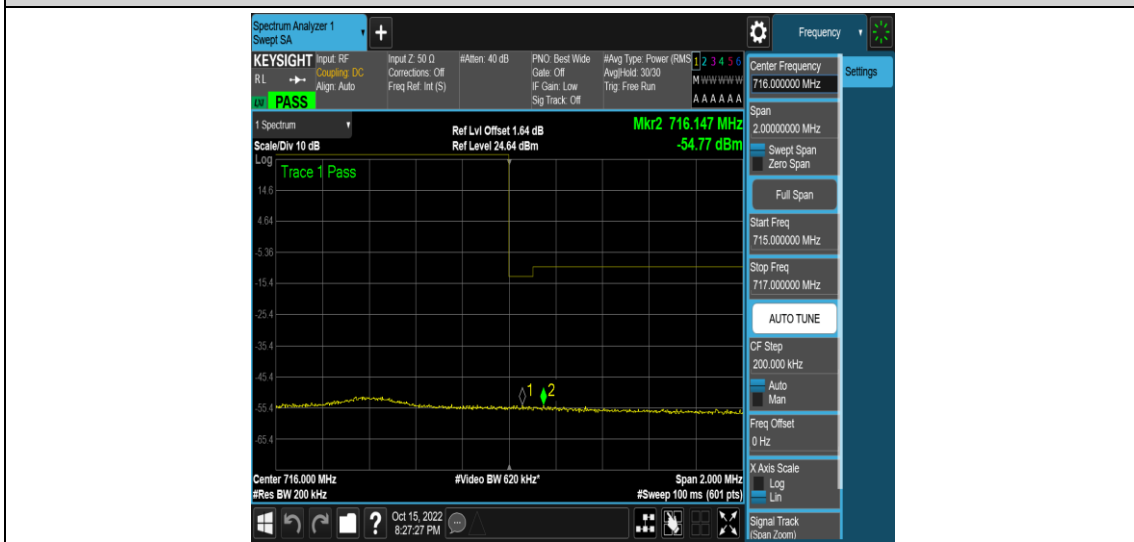 Spectrum Analyzer 1
Swept SA
+
Frequency
KEYSIGHT
RL
LXI
PASS
Input: RF
Coupling: DC
Align: Auto
Input Z: 50 Ω
Corrections: Off
Freq Ref: Int (S)
#Atten: 40 dB
PNO: Best Wide
Gate: Off
IF Gain: Low
Sig Track: Off
#Avg Type: Power (RMS
Avg|Hold: 30/30
Trig: Free Run
1 2 3 4 5 6
M W W W W W
A A A A A A
Center Frequency
716.000000 MHz
Settings
1 Spectrum
Scale/Div 10 dB
Ref Lvl Offset 1.64 dB
Ref Level 24.64 dBm
Mkr2 716.147 MHz
-54.77 dBm
Log
Trace 1 Pass
14.6
4.64
-5.36
-15.4
-25.4
-35.4
-45.4
-55.4
-65.4
1
2
Center 716.000 MHz
#Res BW 200 kHz
#Video BW 620 kHz*
Span 2.000 MHz
#Sweep 100 ms (601 pts)
Span
2.00000000 MHz
Swept Span
Zero Span
Full Span
Start Freq
715.000000 MHz
Stop Freq
717.000000 MHz
AUTO TUNE
CF Step
200.000 kHz
Auto
Man
Freq Offset
0 Hz
X Axis Scale
Log
Lin
Signal Track
(Span Zoom)
?
Oct 15, 2022
8:27:27 PM